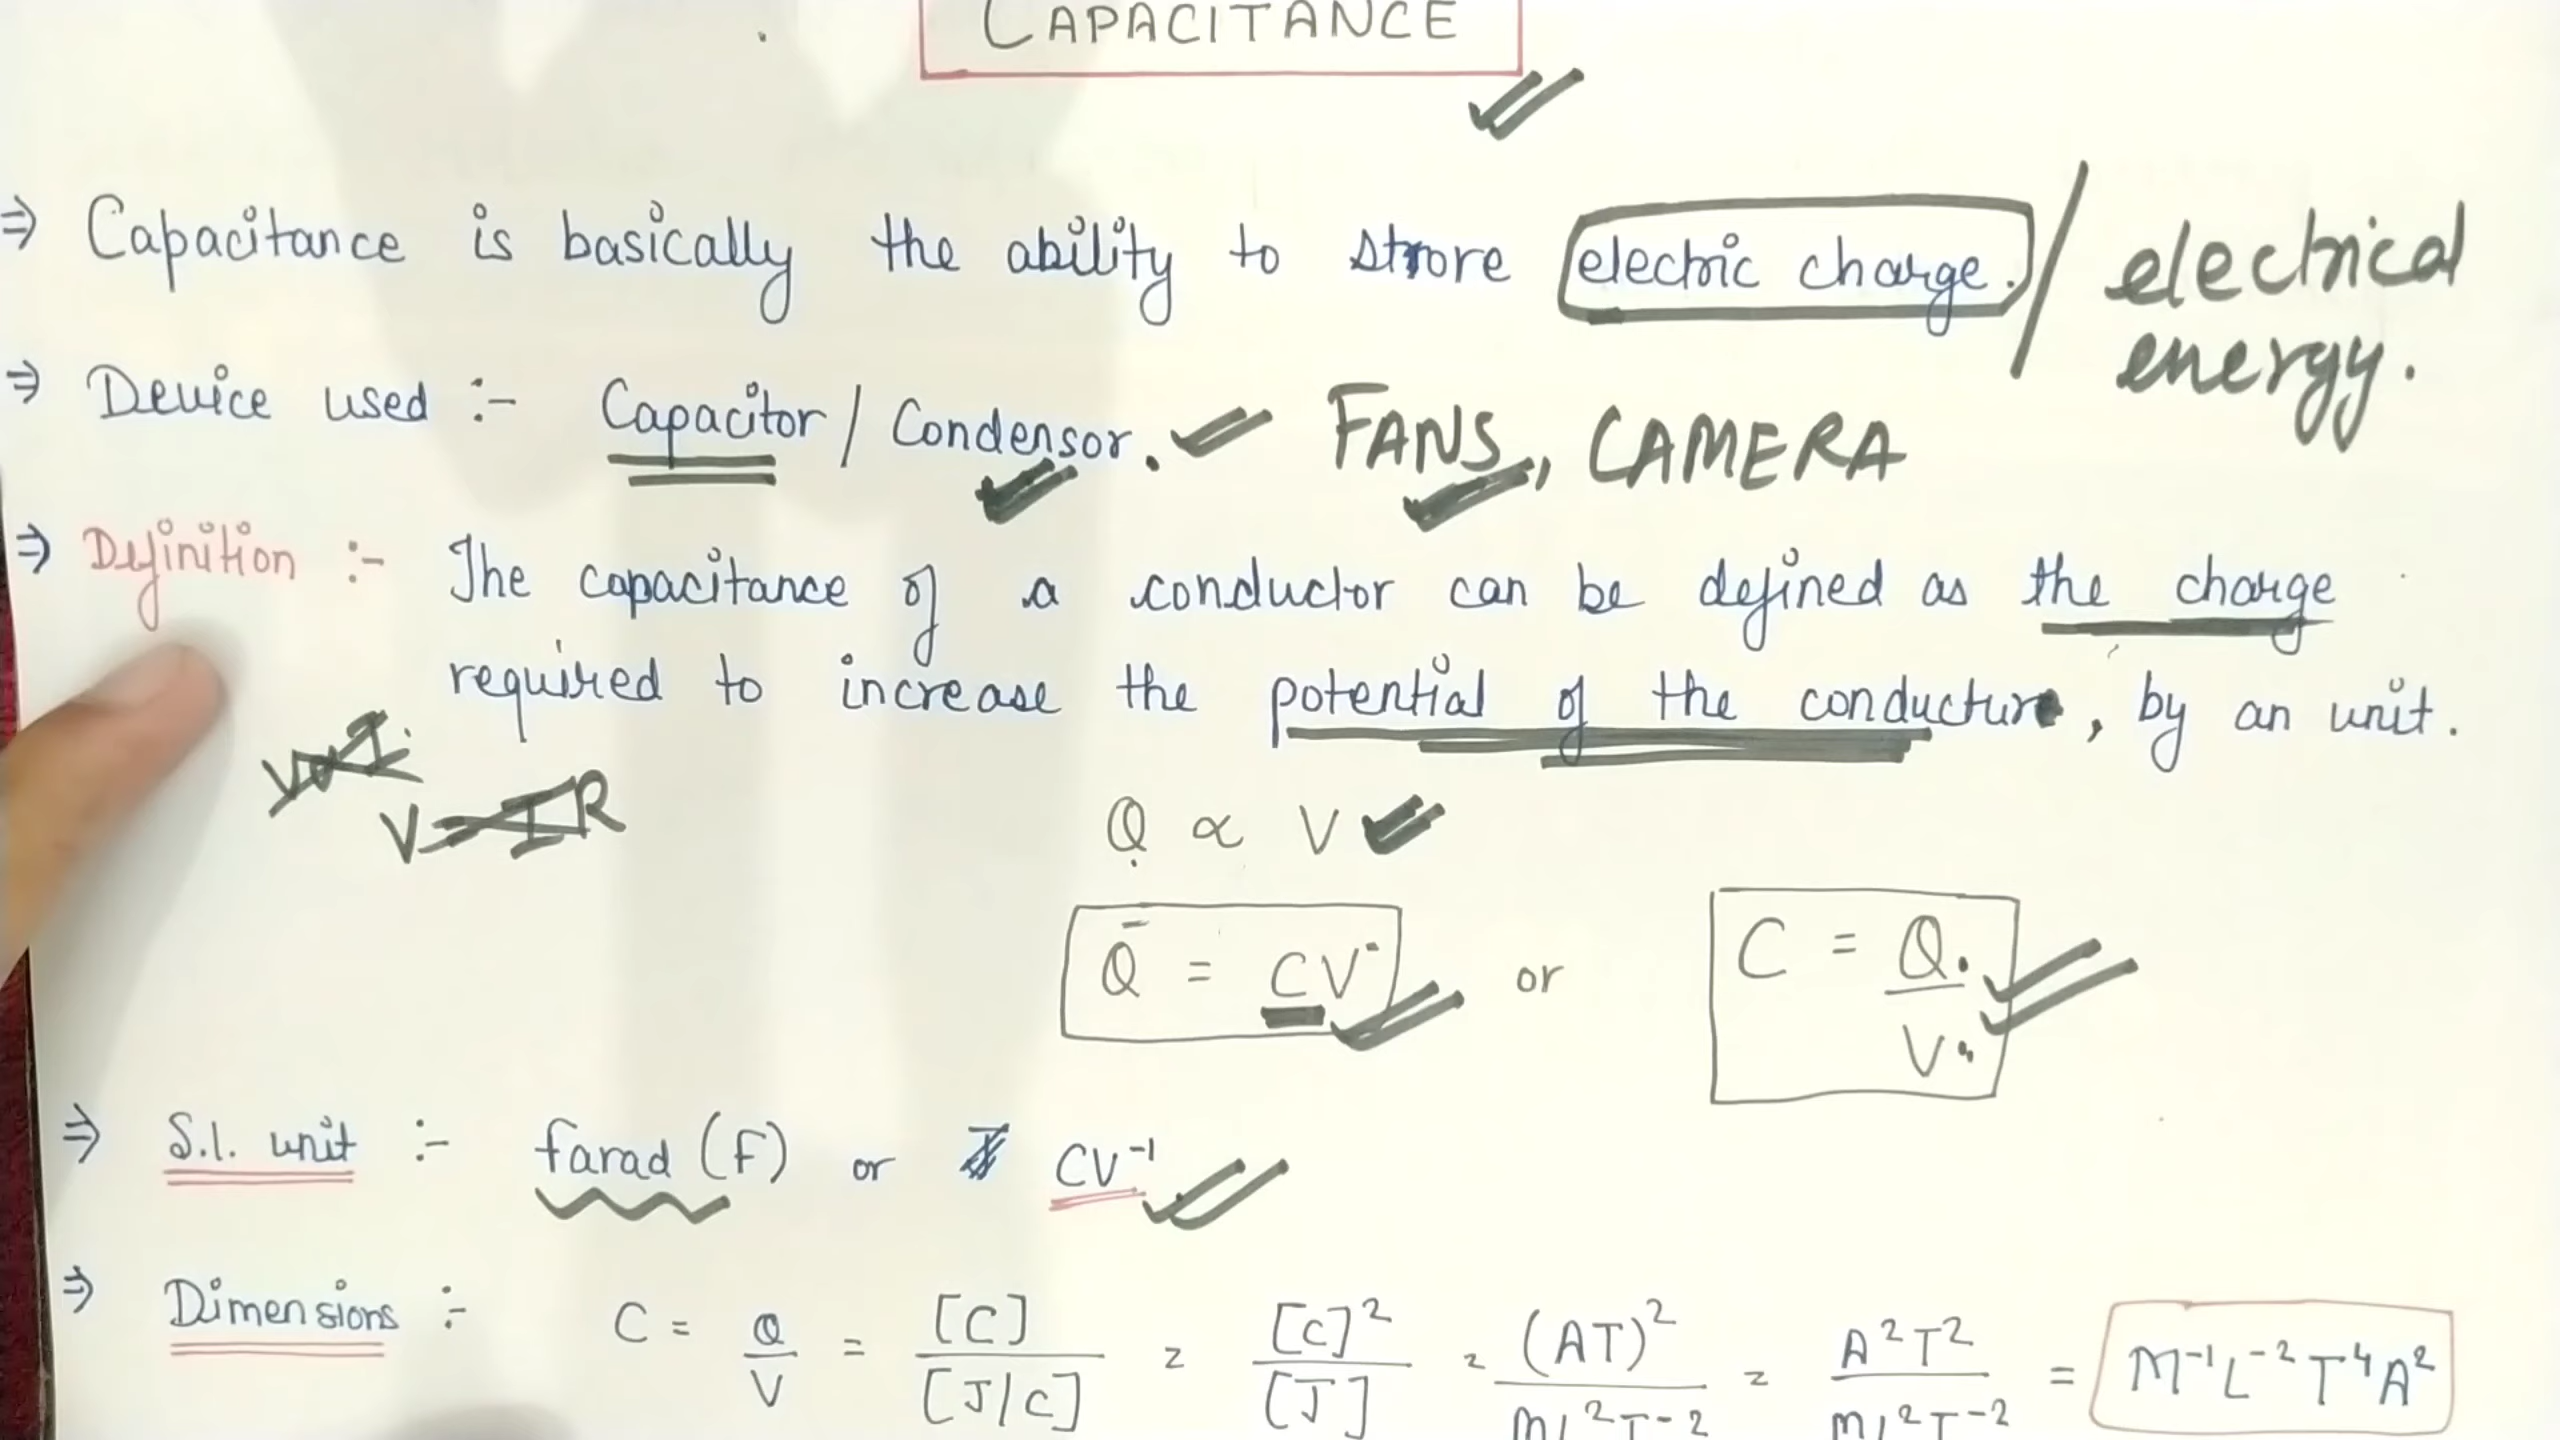 CAPACITANCE
⇒ Capacitance is basically the ability to store electric charge. / electrical energy.
⇒ Device used :- Capacitor / Condensor. FANS, CAMERA
⇒ Definition :- The capacitance of a conductor can be defined as the charge
required to increase the potential of the conductur, by an unit.
V ∝ I
V = IR
Q ∝ V
Q = CV or C = Q/V
⇒ S.I. unit :- farad (F) or CV⁻¹
⇒ Dimensions :- C = Q/V = [C]/[J/C] = [C]²/[J] = (AT)²/ML²T⁻² = A²T²/ML²T⁻² = M⁻¹L⁻²T⁴A²